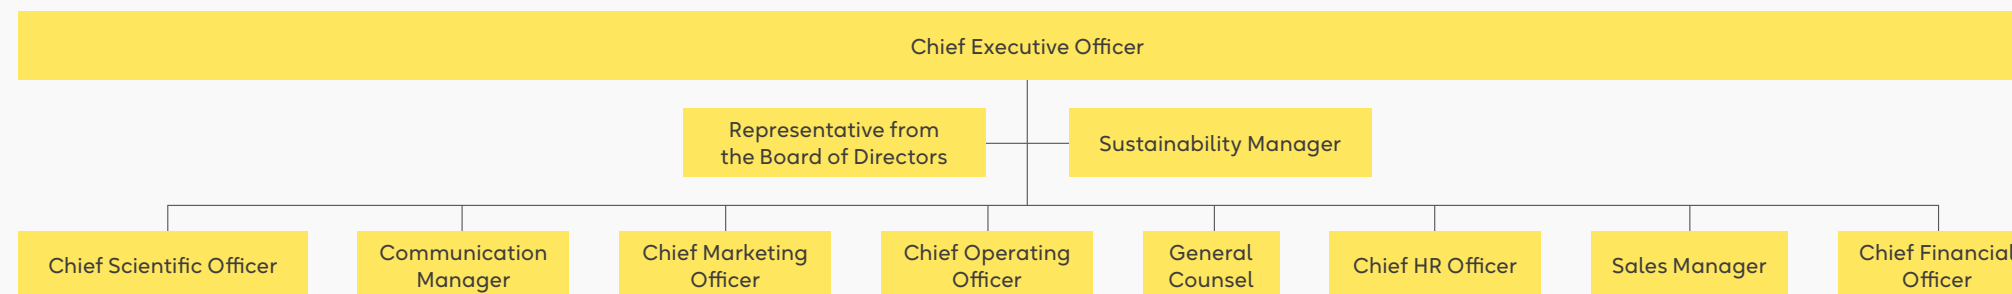 Chief Executive Officer
Representative from
the Board of Directors
Sustainability Manager
Chief Scientific Officer
Communication
Manager
Chief Marketing
Officer
Chief Operating
Officer
General
Counsel
Chief HR Officer
Sales Manager
Chief Financial
Officer